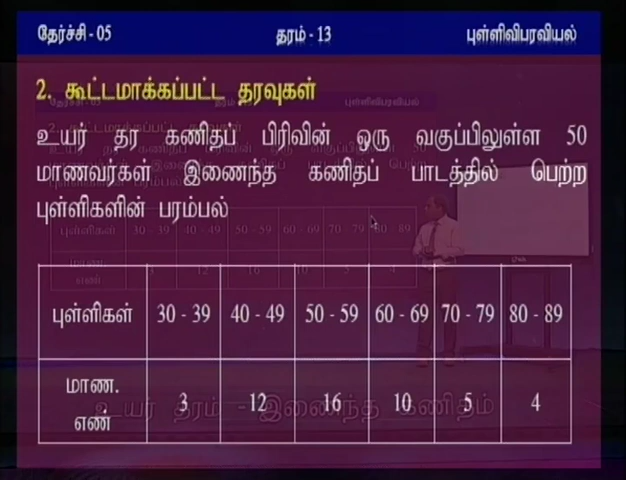 தேர்ச்சி - 05 தரம் - 13 புள்ளிவிபரவியல்
2. கூட்டமாக்கப்பட்ட தரவுகள்
உயர் தர கணிதப் பிரிவின் ஒரு வகுப்பிலுள்ள 50
மாணவர்கள் இணைந்த கணிதப் பாடத்தில் பெற்ற
புள்ளிகளின் பரம்பல்
புள்ளிகள் 30 - 39 40 - 49 50 - 59 60 - 69 70 - 79 80 - 89
மாண. எண் 3 12 16 10 5 4
உயர் தரம் - இணைந்த கணிதம்